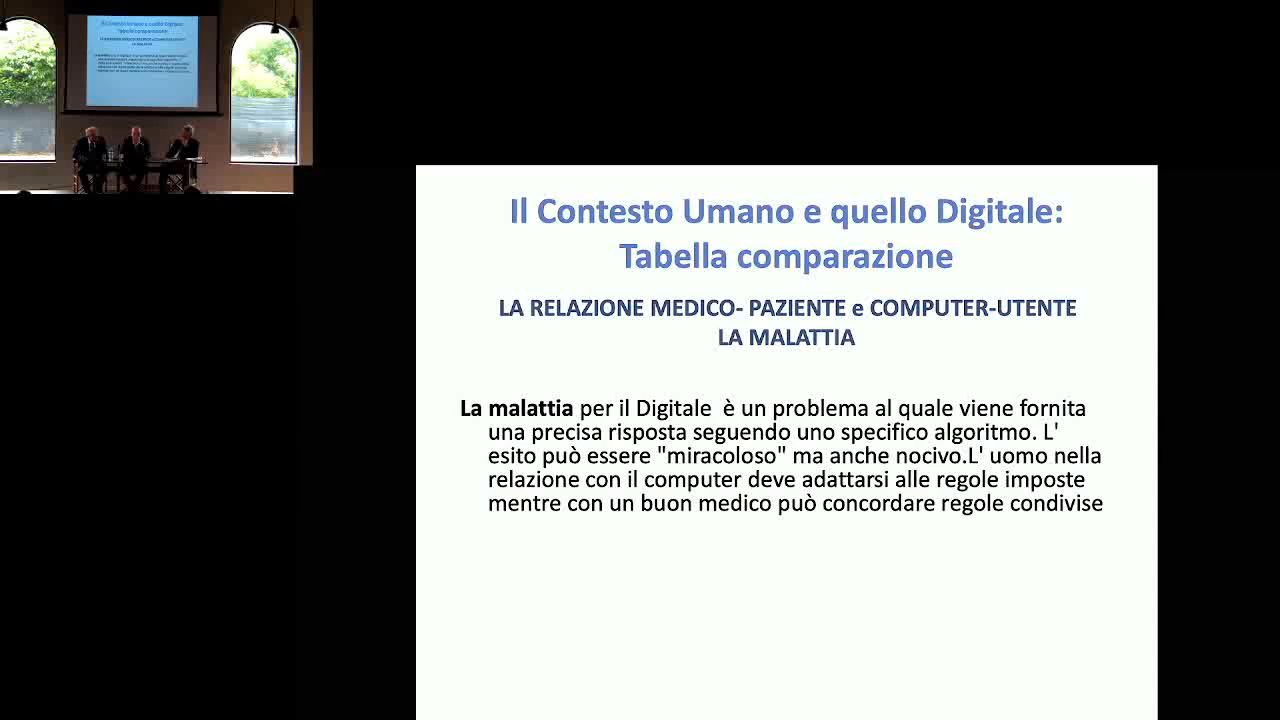 Il Contesto Umano e quello Digitale:
Tabella comparazione
LA RELAZIONE MEDICO- PAZIENTE e COMPUTER-UTENTE
LA MALATTIA
La malattia per il Digitale è un problema al quale viene fornita
una precisa risposta seguendo uno specifico algoritmo. L'
esito può essere "miracoloso" ma anche nocivo.L' uomo nella
relazione con il computer deve adattarsi alle regole imposte
mentre con un buon medico può concordare regole condivise